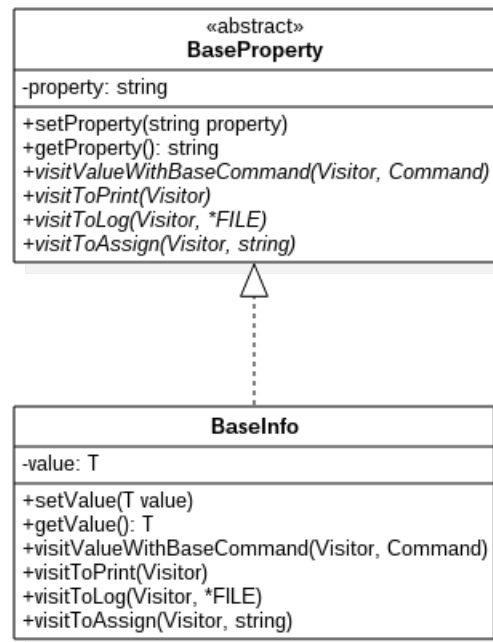 «abstract»
BaseProperty
-property: string
+setProperty(string property)
+getProperty(): string
+visitValueWithBaseCommand(Visitor, Command)
+visitToPrint(Visitor)
+visitToLog(Visitor, *FILE)
+visitToAssign(Visitor, string)
BaseInfo
-value: T
+setValue(T value)
+getValue(): T
+visitValueWithBaseCommand(Visitor, Command)
+visitToPrint(Visitor)
+visitToLog(Visitor, *FILE)
+visitToAssign(Visitor, string)